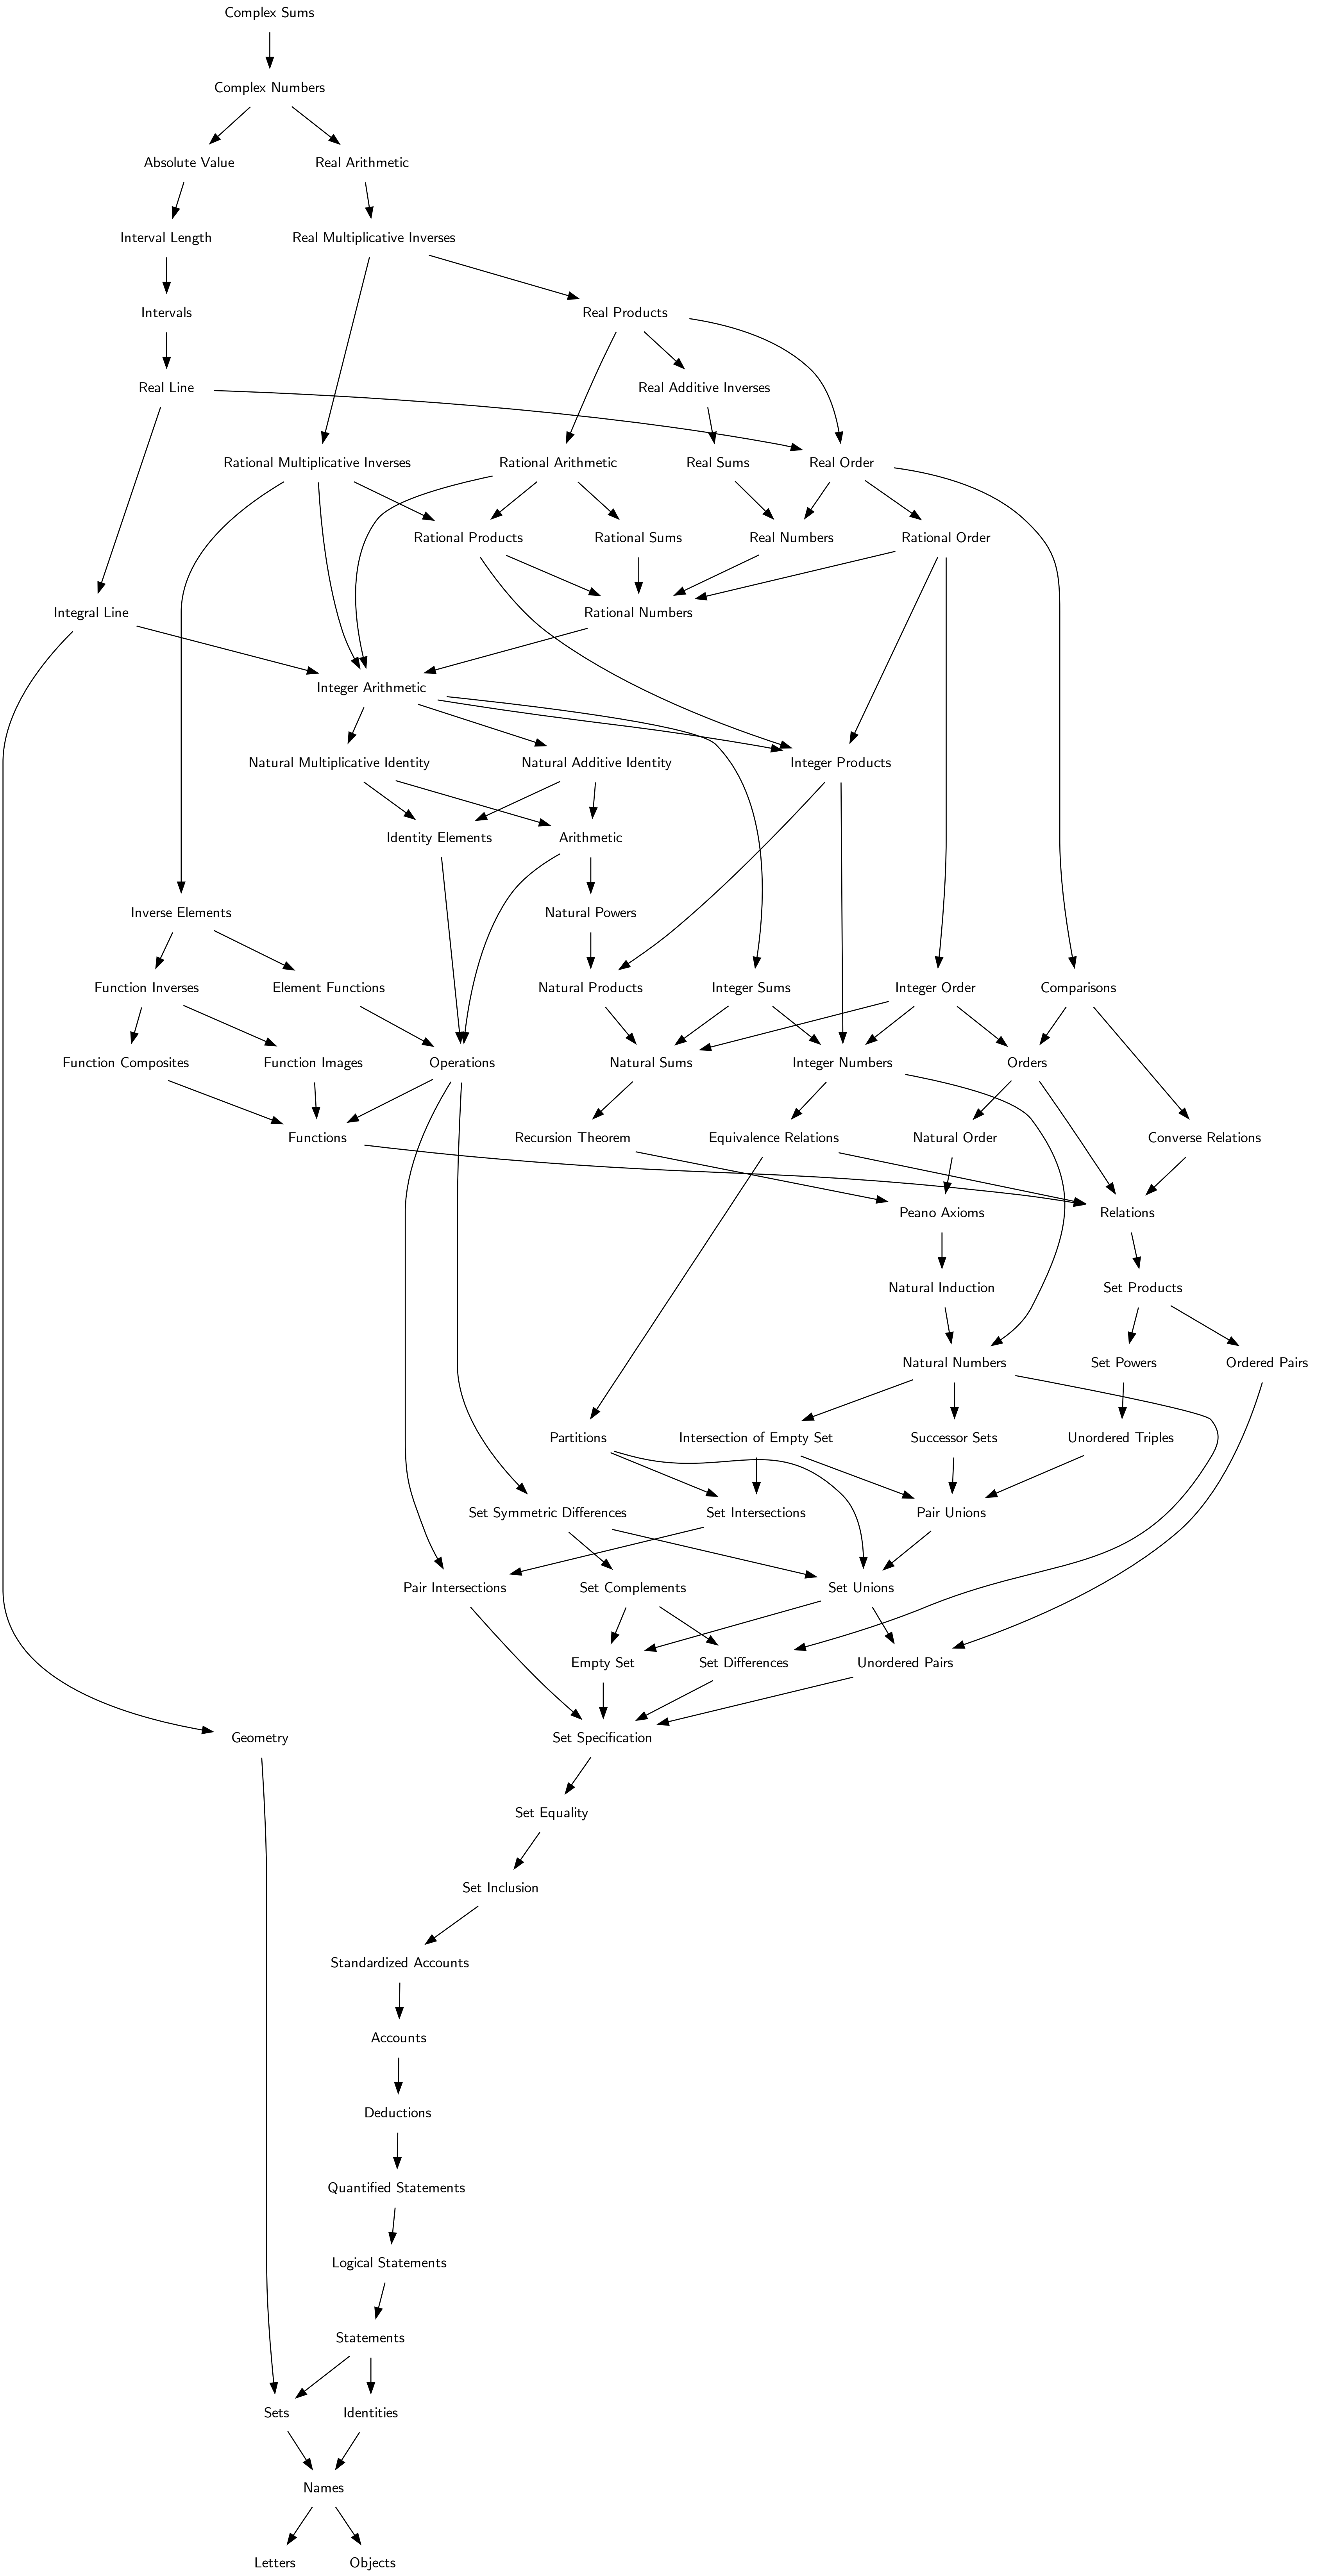 Complex Sums
Complex Numbers
Absolute Value
Real Arithmetic
Interval Length
Real Multiplicative Inverses
Intervals
Real Products
Real Line
Real Additive Inverses
Rational Multiplicative Inverses
Rational Arithmetic
Real Sums
Real Order
Rational Products
Rational Sums
Real Numbers
Rational Order
Integral Line
Rational Numbers
Integer Arithmetic
Natural Multiplicative Identity
Natural Additive Identity
Integer Products
Identity Elements
Arithmetic
Inverse Elements
Natural Powers
Function Inverses
Element Functions
Natural Products
Integer Sums
Integer Order
Comparisons
Function Composites
Function Images
Operations
Natural Sums
Integer Numbers
Orders
Functions
Recursion Theorem
Equivalence Relations
Natural Order
Converse Relations
Peano Axioms
Relations
Natural Induction
Set Products
Natural Numbers
Set Powers
Ordered Pairs
Partitions
Intersection of Empty Set
Successor Sets
Unordered Triples
Set Symmetric Differences
Set Intersections
Pair Unions
Pair Intersections
Set Complements
Set Unions
Empty Set
Set Differences
Unordered Pairs
Geometry
Set Specification
Set Equality
Set Inclusion
Standardized Accounts
Accounts
Deductions
Quantified Statements
Logical Statements
Statements
Sets
Identities
Names
Letters
Objects